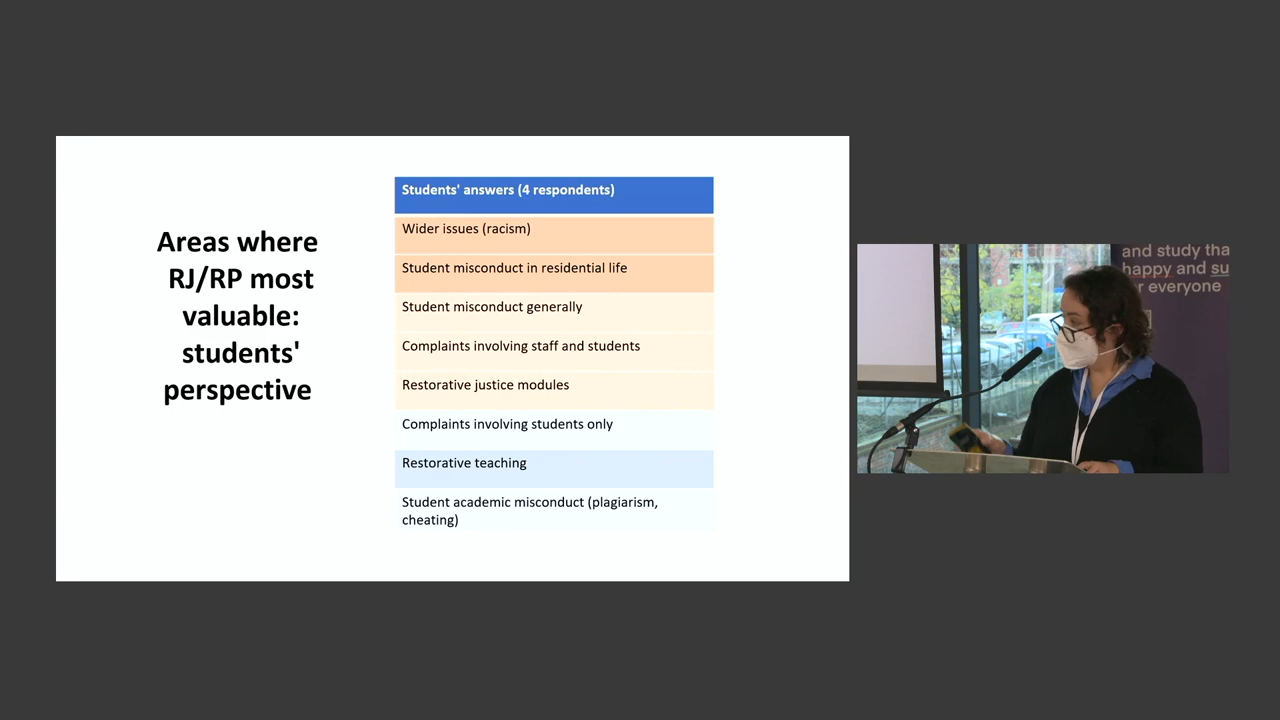 Areas where
RJ/RP most
valuable:
students'
perspective
Students' answers (4 respondents)
Wider issues (racism)
Student misconduct in residential life
Student misconduct generally
Complaints involving staff and students
Restorative justice modules
Complaints involving students only
Restorative teaching
Student academic misconduct (plagiarism,
cheating)
and study tha
happy and su
r everyone